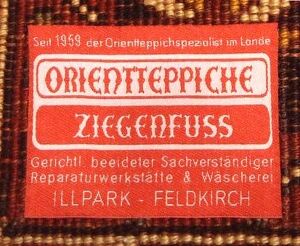 Seit 1959 der Orientteppichspezialist im Lande
ORIENTTEPPICHE
ZIEGENFUSS
Gerichtl. beeideter Sachverständiger
Reparaturwerkstätte & Wäscherei
ILLPARK - FELDKIRCH